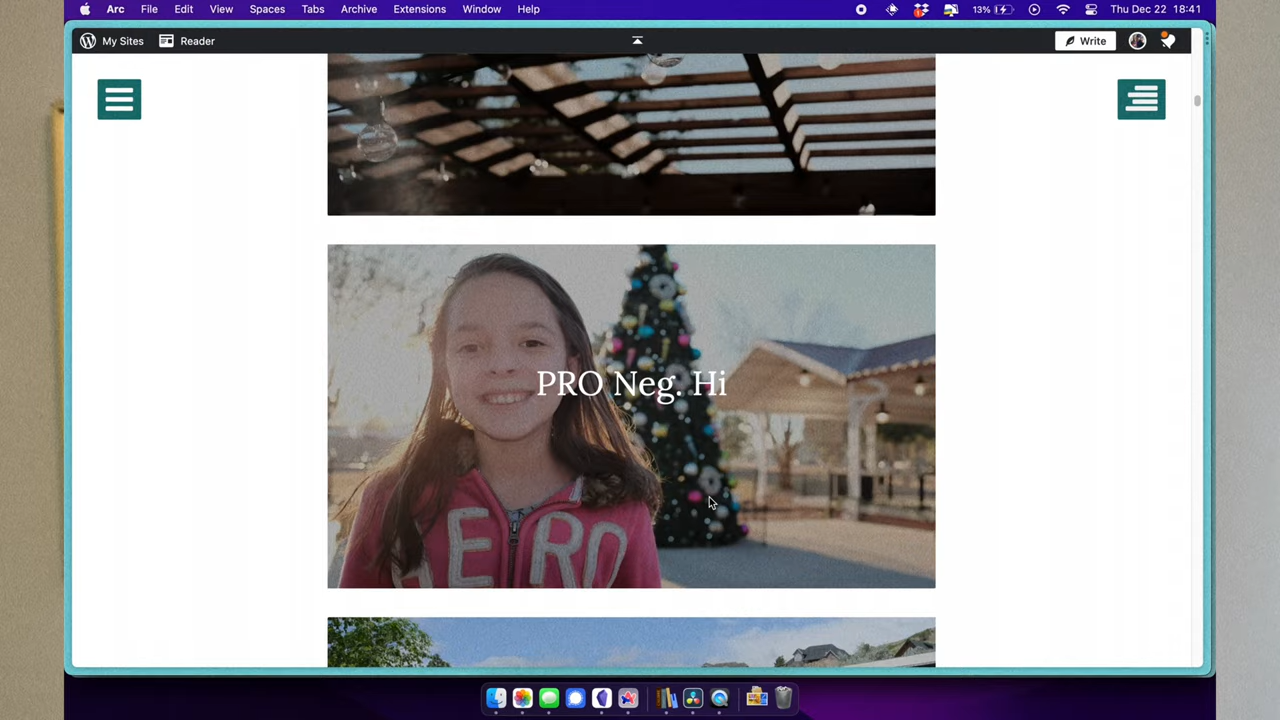 Arc File Edit View Spaces Tabs Archive Extensions Window Help 13% Thu Dec 22 18:41
My Sites Reader Write
PRO Neg. Hi
ERD